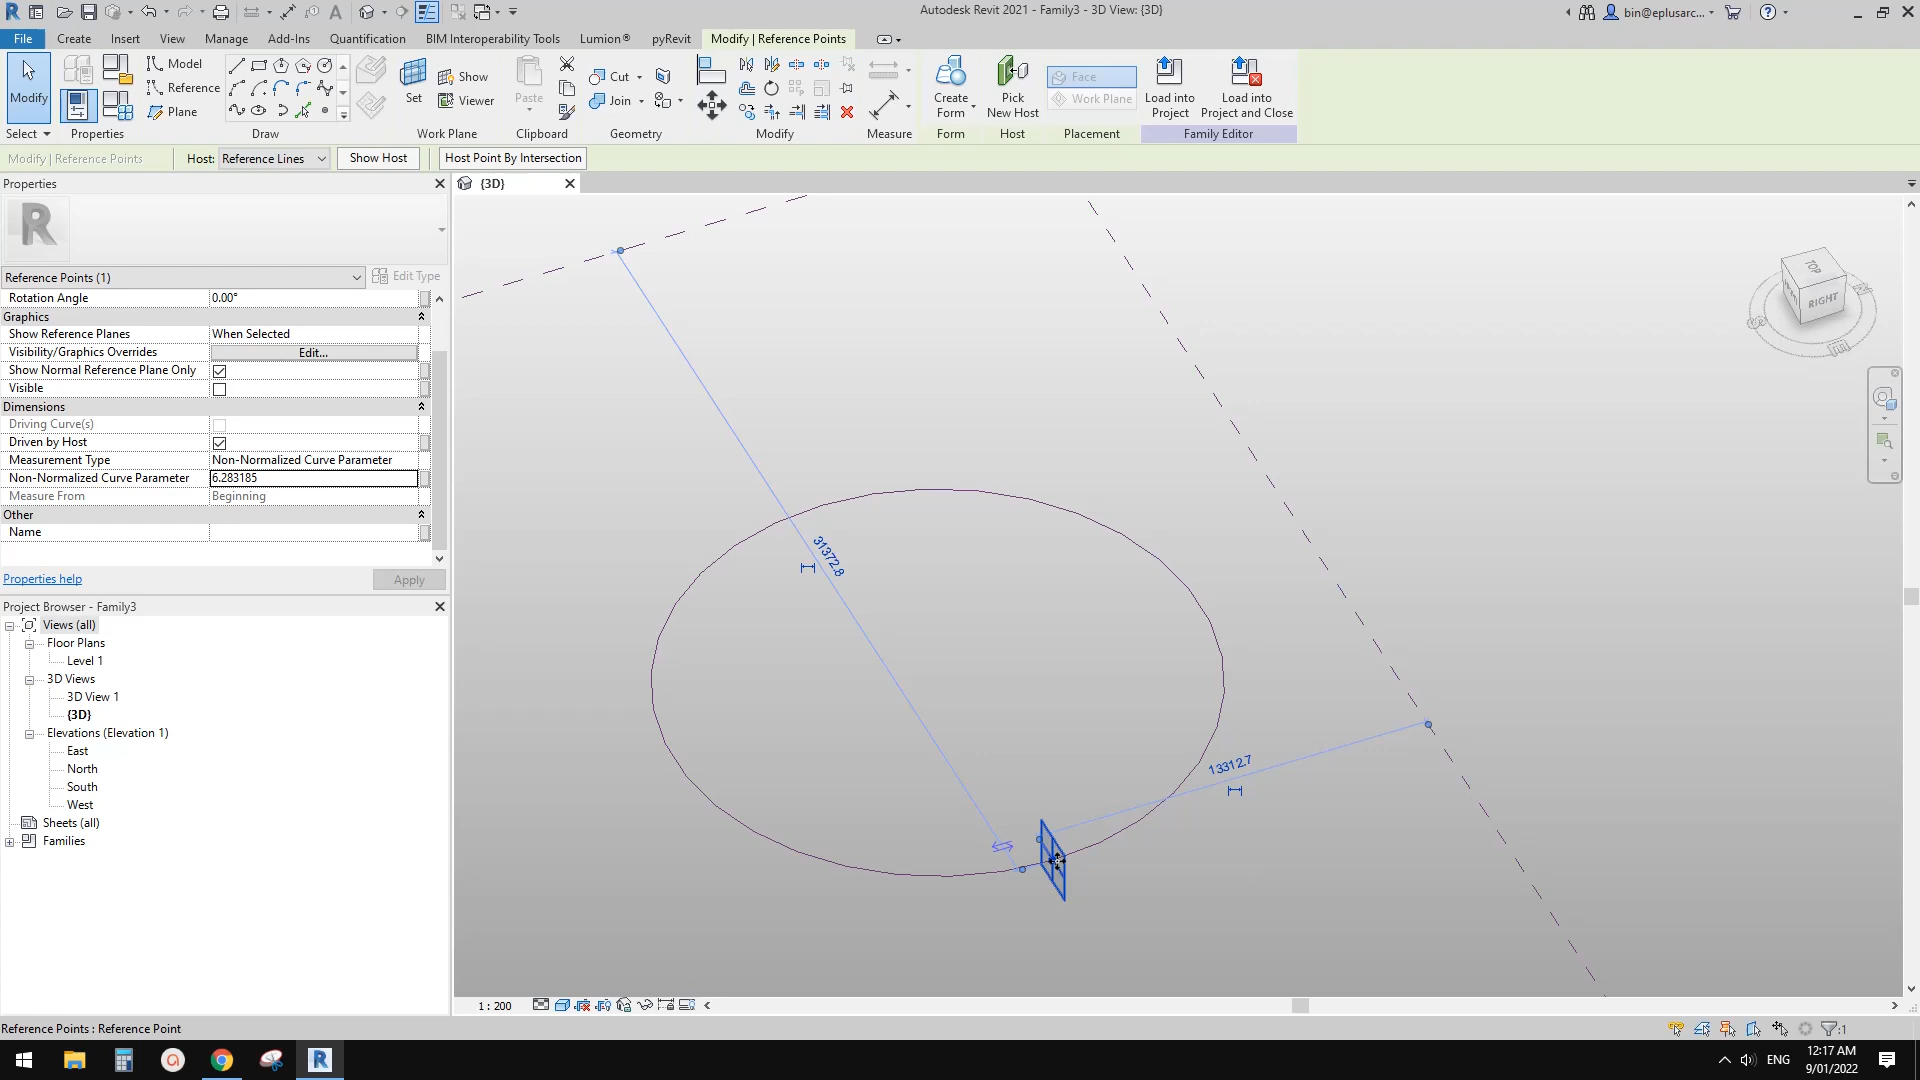 Autodesk Revit 2021 - Family3 - 3D View: {3D}
bin@eplusarc...
File Create Insert View Manage Add-Ins Quantification BIM Interoperability Tools Lumion® pyRevit Modify | Reference Points
Modify
Model
Reference
Plane
Set
Show
Viewer
Paste
Cut
Join
Create Form
Pick New Host
Face
Work Plane
Load into Project
Load into Project and Close
Select Properties Draw Work Plane Clipboard Geometry Modify Measure Form Host Placement Family Editor
Modify | Reference Points Host: Reference Lines Show Host Host Point By Intersection
Properties
{3D}
Reference Points (1) Edit Type
Rotation Angle 0.00°
Graphics
Show Reference Planes When Selected
Visibility/Graphics Overrides Edit...
Show Normal Reference Plane Only
Visible
Dimensions
Driving Curve(s)
Driven by Host
Measurement Type Non-Normalized Curve Parameter
Non-Normalized Curve Parameter 6.283185
Measure From Beginning
Other
Name
Properties help Apply
Project Browser - Family3
Views (all)
Floor Plans
Level 1
3D Views
3D View 1
{3D}
Elevations (Elevation 1)
East
North
South
West
Sheets (all)
Families
31372.8
13312.7
TOP
RIGHT
1 : 200
Reference Points : Reference Point
:1
ENG
12:17 AM
9/01/2022